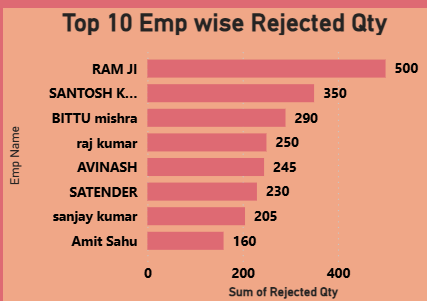 Top 10 Emp wise Rejected Qty
Emp Name
RAM JI 500
SANTOSH K... 350
BITTU mishra 290
raj kumar 250
AVINASH 245
SATENDER 230
sanjay kumar 205
Amit Sahu 160
0 200 400
Sum of Rejected Qty